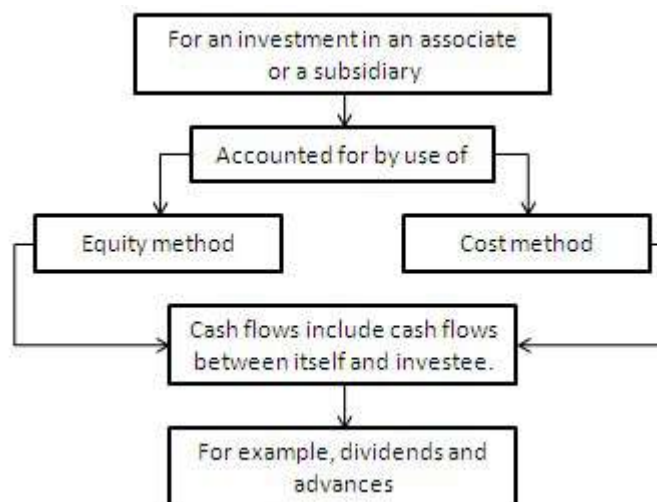 For an investment in an associate
or a subsidiary
Accounted for by use of
Equity method
Cost method
Cash flows include cash flows
between itself and investee.
For example, dividends and
advances